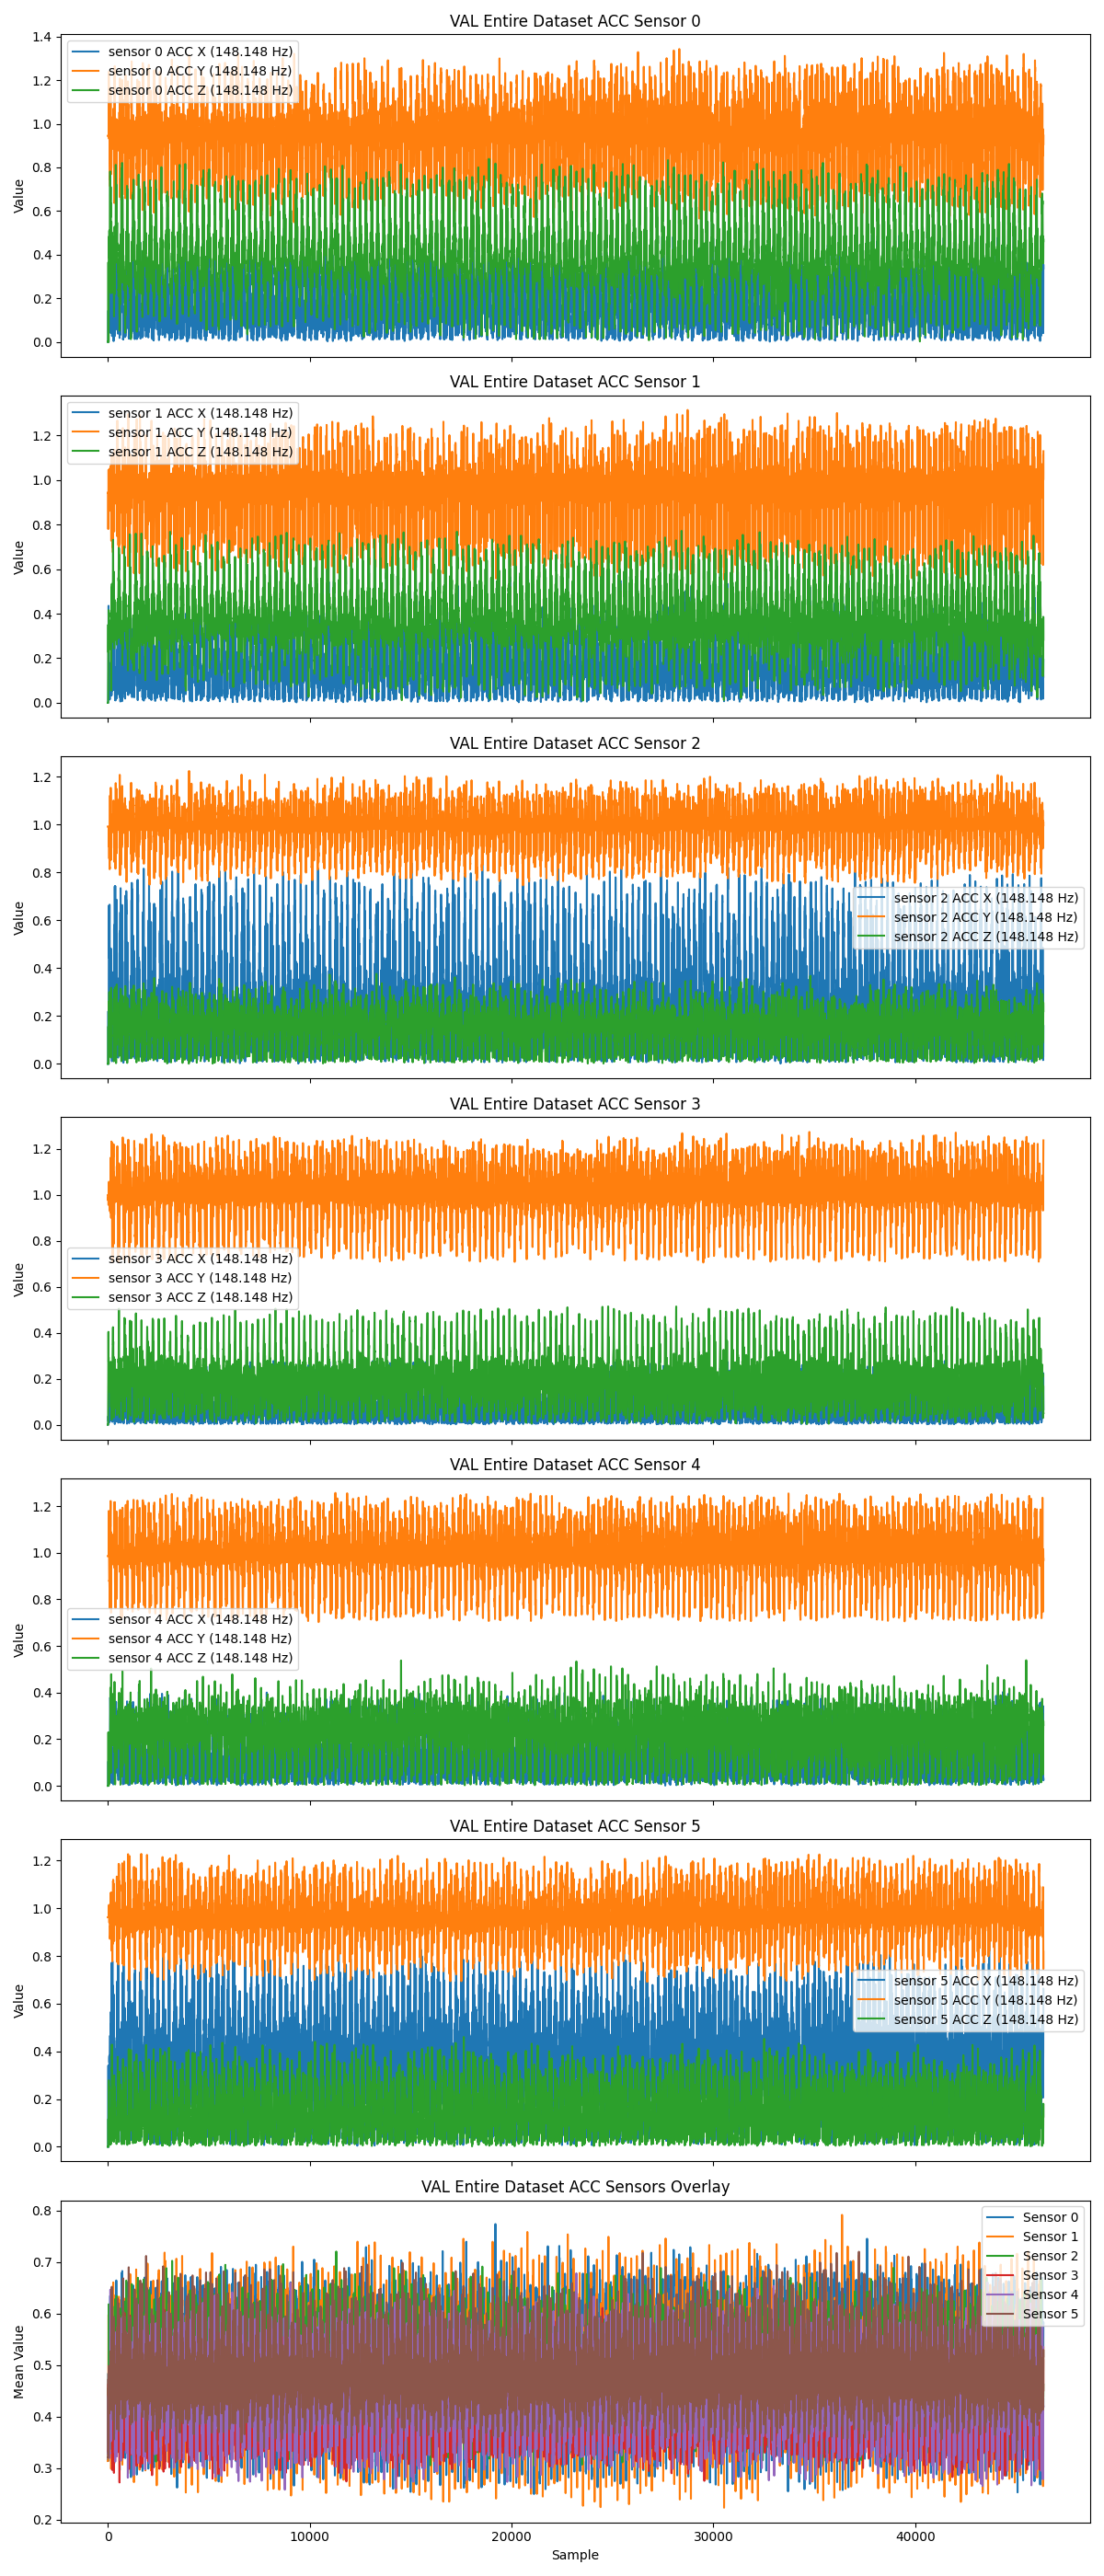 VAL Entire Dataset ACC Sensor 0
1.4
1.2
1.0
0.8
0.6
0.4
0.2
0.0
Value
sensor 0 ACC X (148.148 Hz)
sensor 0 ACC Y (148.148 Hz)
sensor 0 ACC Z (148.148 Hz)
VAL Entire Dataset ACC Sensor 1
1.2
1.0
0.8
0.6
0.4
0.2
0.0
Value
sensor 1 ACC X (148.148 Hz)
sensor 1 ACC Y (148.148 Hz)
sensor 1 ACC Z (148.148 Hz)
VAL Entire Dataset ACC Sensor 2
1.2
1.0
0.8
0.6
0.4
0.2
0.0
Value
sensor 2 ACC X (148.148 Hz)
sensor 2 ACC Y (148.148 Hz)
sensor 2 ACC Z (148.148 Hz)
VAL Entire Dataset ACC Sensor 3
1.2
1.0
0.8
0.6
0.4
0.2
0.0
Value
sensor 3 ACC X (148.148 Hz)
sensor 3 ACC Y (148.148 Hz)
sensor 3 ACC Z (148.148 Hz)
VAL Entire Dataset ACC Sensor 4
1.2
1.0
0.8
0.6
0.4
0.2
0.0
Value
sensor 4 ACC X (148.148 Hz)
sensor 4 ACC Y (148.148 Hz)
sensor 4 ACC Z (148.148 Hz)
VAL Entire Dataset ACC Sensor 5
1.2
1.0
0.8
0.6
0.4
0.2
0.0
Value
sensor 5 ACC X (148.148 Hz)
sensor 5 ACC Y (148.148 Hz)
sensor 5 ACC Z (148.148 Hz)
VAL Entire Dataset ACC Sensors Overlay
0.8
0.7
0.6
0.5
0.4
0.3
0.2
Mean Value
Sensor 0
Sensor 1
Sensor 2
Sensor 3
Sensor 4
Sensor 5
0 10000 20000 30000 40000
Sample